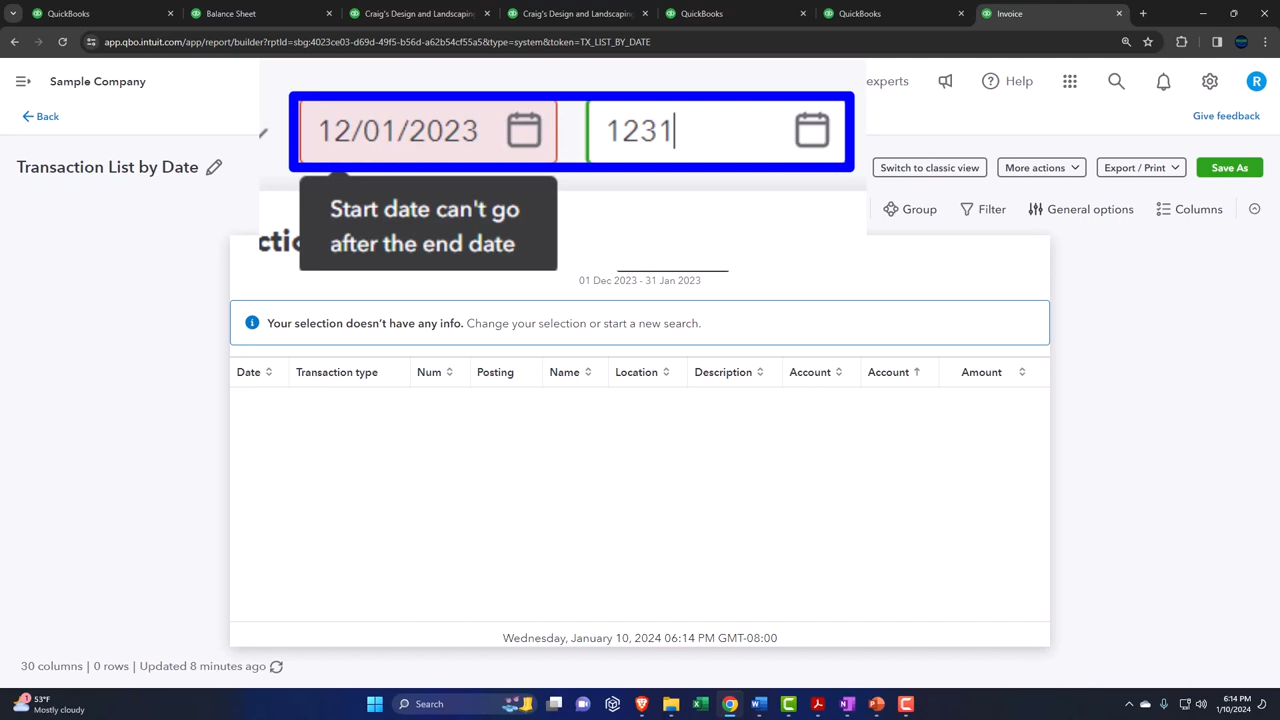 QuickBooks
Balance Sheet
Craig's Design and Landscaping
Craig's Design and Landscaping
QuickBooks
QuickBooks
Invoice
app.qbo.intuit.com/app/report/builder?rptId=sbg:4023ce03-d69d-49f5-b56d-a62b54cf55a5&type=system&token=TX_LIST_BY_DATE
Sample Company
experts
Help
R
Back
Give feedback
12/01/2023
1231
Transaction List by Date
Switch to classic view
More actions
Export / Print
Save As
Start date can't go
after the end date
Group
Filter
General options
Columns
ctio
01 Dec 2023 - 31 Jan 2023
Your selection doesn't have any info. Change your selection or start a new search.
Date Transaction type Num Posting Name Location Description Account Account Amount
Wednesday, January 10, 2024 06:14 PM GMT-08:00
30 columns | 0 rows | Updated 8 minutes ago
1
53°F
Mostly cloudy
Search
6:14 PM
1/10/2024